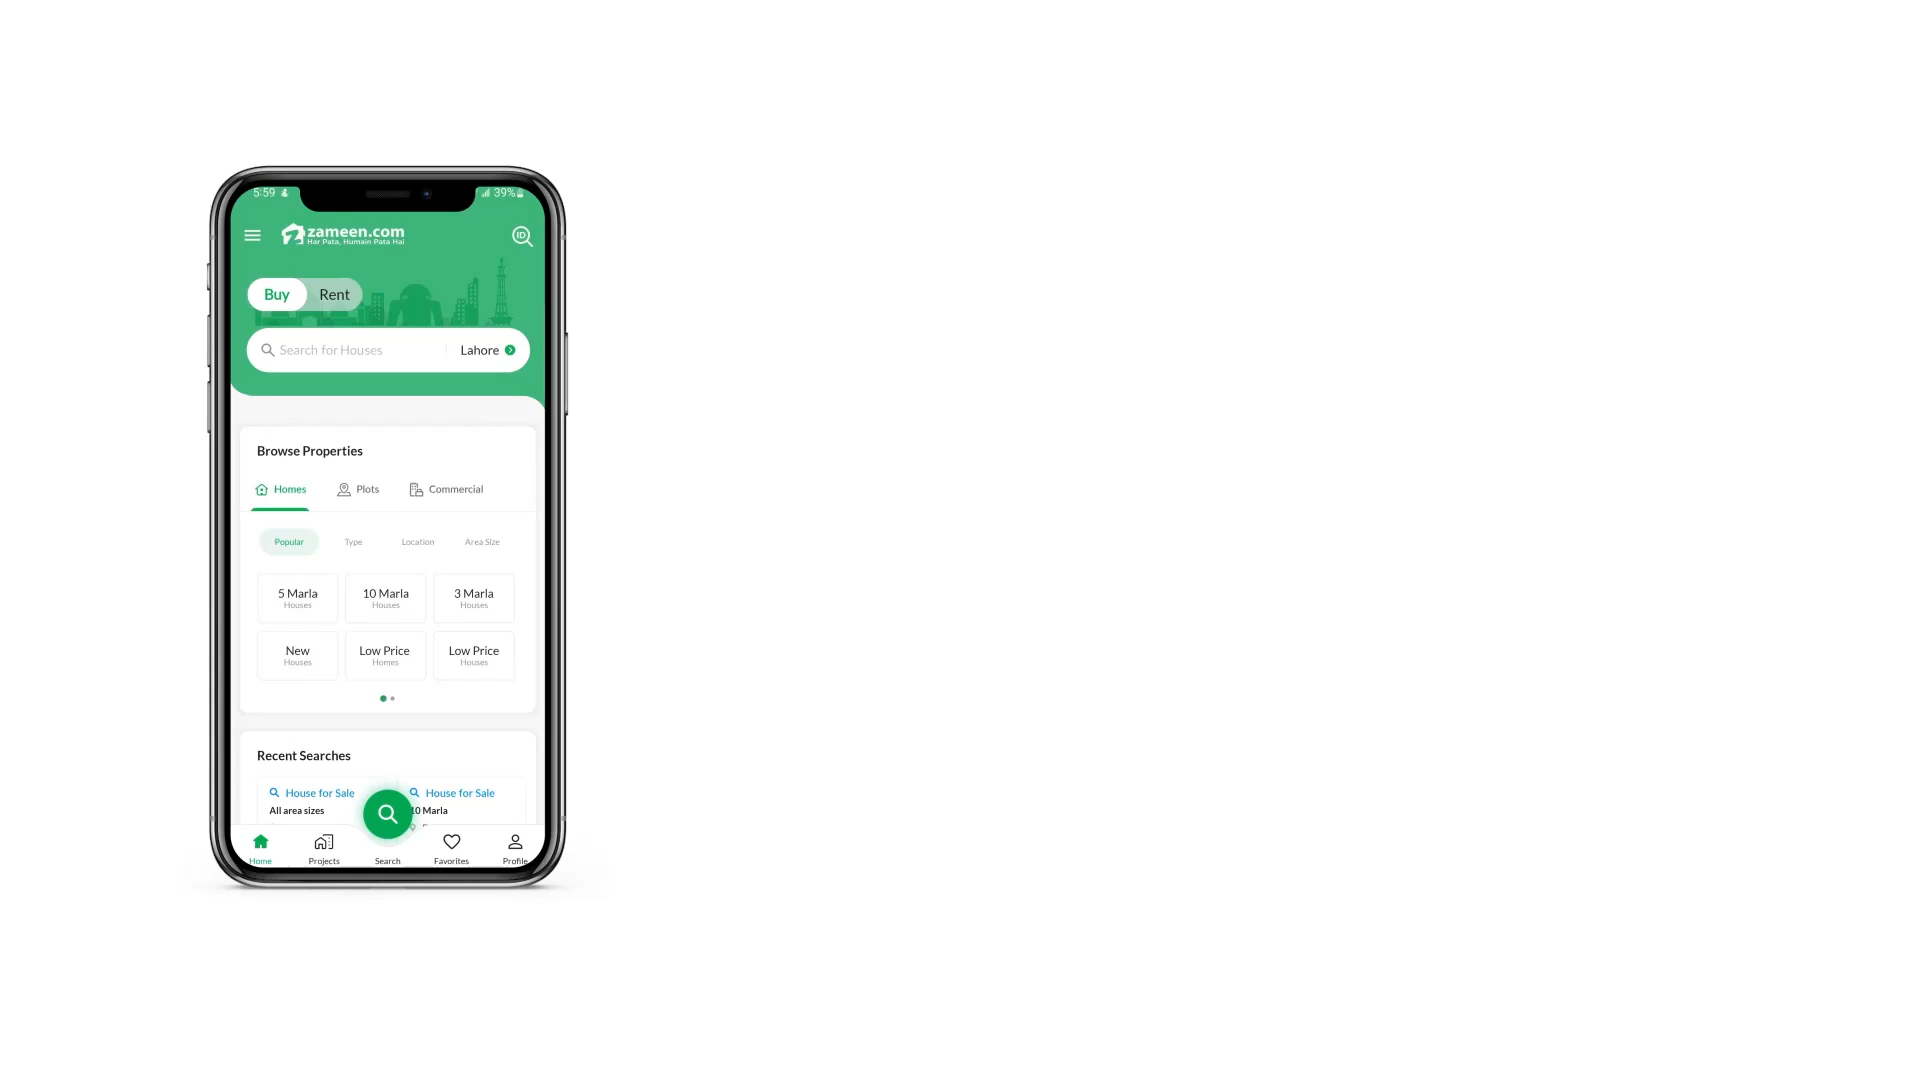 5:59
39%
zameen.com
Har Pata, Humain Pata Hai
ID
Buy Rent
Search for Houses Lahore
Browse Properties
Homes Plots Commercial
Popular Type Location Area Size
5 Marla 10 Marla 3 Marla
Houses Houses Houses
New Low Price Low Price
Houses Homes Houses
Recent Searches
House for Sale House for Sale
All area sizes 10 Marla
Home Projects Search Favorites Profile